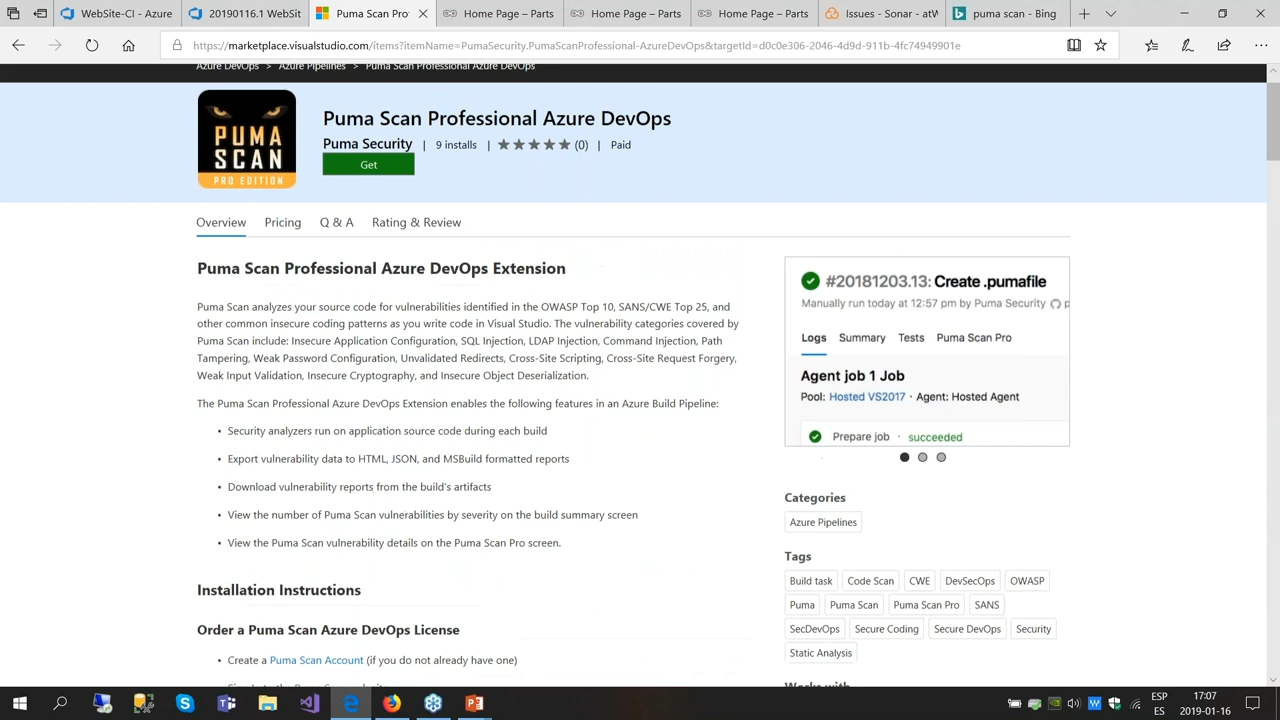 WebSite-CI - Azure
WebSite-CI - 20190116
Puma Scan Pro
Home Page - Parts
Home Page - Parts
Issues - Sonar - atW
puma scan - Bing
https://marketplace.visualstudio.com/items?itemName=PumaSecurity.PumaScanProfessional-AzureDevOps&targetId=d0c0e306-2046-4d9d-911b-4fc74949901e
Azure DevOps > Azure Pipelines > Puma Scan Professional Azure DevOps
PUMA
SCAN
PRO EDITION
Puma Scan Professional Azure DevOps
Puma Security | 9 installs | (0) | Paid
Get
Overview Pricing Q & A Rating & Review
Puma Scan Professional Azure DevOps Extension
Puma Scan analyzes your source code for vulnerabilities identified in the OWASP Top 10, SANS/CWE Top 25, and
other common insecure coding patterns as you write code in Visual Studio. The vulnerability categories covered by
Puma Scan include: Insecure Application Configuration, SQL Injection, LDAP Injection, Command Injection, Path
Tampering, Weak Password Configuration, Unvalidated Redirects, Cross-Site Scripting, Cross-Site Request Forgery,
Weak Input Validation, Insecure Cryptography, and Insecure Object Deserialization.
The Puma Scan Professional Azure DevOps Extension enables the following features in an Azure Build Pipeline:
• Security analyzers run on application source code during each build
• Export vulnerability data to HTML, JSON, and MSBuild formatted reports
• Download vulnerability reports from the build's artifacts
• View the number of Puma Scan vulnerabilities by severity on the build summary screen
• View the Puma Scan vulnerability details on the Puma Scan Pro screen.
Installation Instructions
Order a Puma Scan Azure DevOps License
• Create a Puma Scan Account (if you do not already have one)
#20181203.13: Create .pumafile
Manually run today at 12:57 pm by Puma Security p
Logs Summary Tests Puma Scan Pro
Agent job 1 Job
Pool: Hosted VS2017 · Agent: Hosted Agent
Prepare job · succeeded
Categories
Azure Pipelines
Tags
Build task Code Scan CWE DevSecOps OWASP
Puma Puma Scan Puma Scan Pro SANS
SecDevOps Secure Coding Secure DevOps Security
Static Analysis
Works with
ESP
ES
17:07
2019-01-16